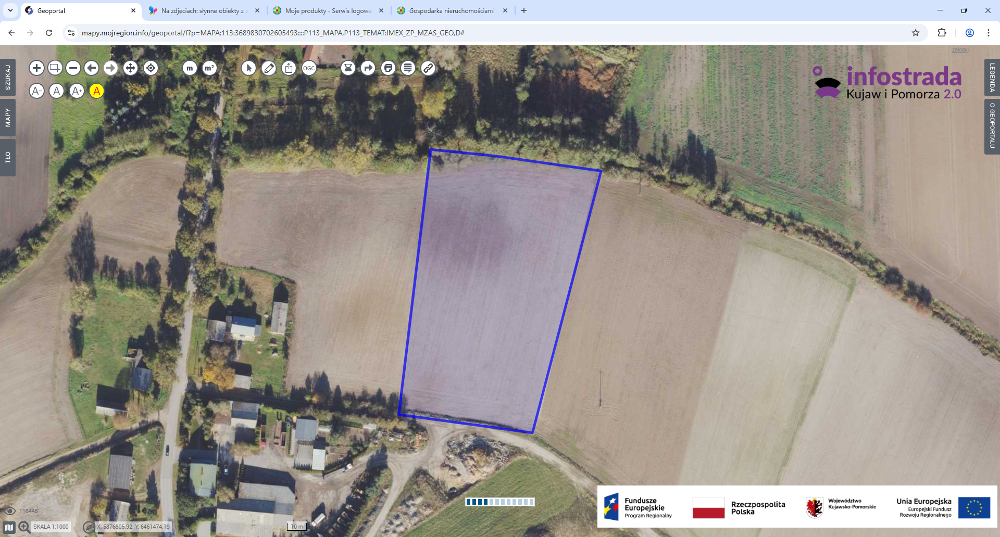 Geoportal
Na zdjęciach: słynne obiekty z c
Moje produkty - Serwis logowa
Gospodarka nieruchomościami
mapy.mojregion.info/geoportal/f?p=MAPA:113:3689830702605493::::P113_MAPA,P113_TEMAT:IMEX_ZP_MZAS_GEO,D#
Zaloguj
SZUKAJ
MAPY
TŁO
m
m²
OGC
A-
A
A+
A
infostrada
Kujaw i Pomorza 2.0
LEGENDA
O GEOPORTALU
118448
SKALA 1:1000
X: 5876805.92 Y: 6461474.19
10 m
Fundusze
Europejskie
Program Regionalny
Rzeczpospolita
Polska
Województwo
Kujawsko-Pomorskie
Unia Europejska
Europejski Fundusz
Rozwoju Regionalnego